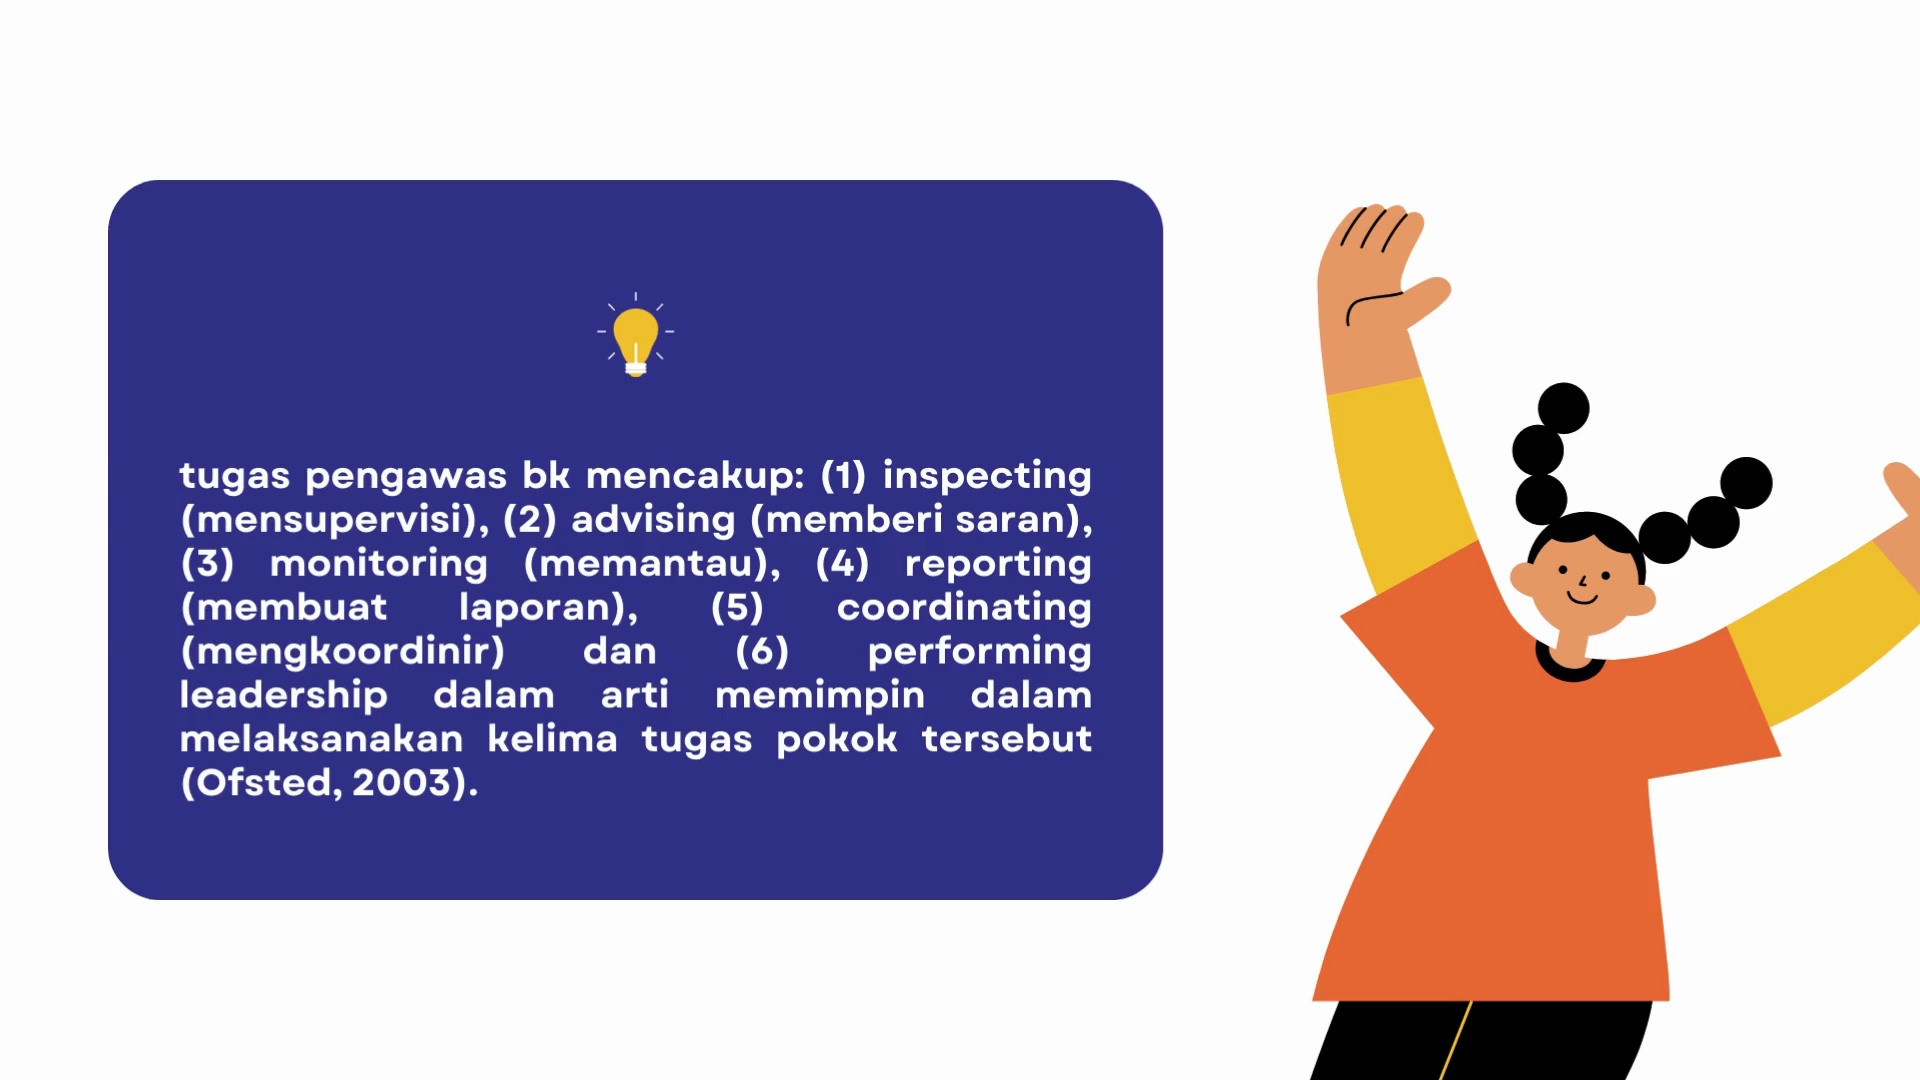 tugas pengawas bk mencakup: (1) inspecting
(mensupervisi), (2) advising (memberi saran),
(3) monitoring (memantau), (4) reporting
(membuat laporan), (5) coordinating
(mengkoordinir) dan (6) performing
leadership dalam arti memimpin dalam
melaksanakan kelima tugas pokok tersebut
(Ofsted, 2003).